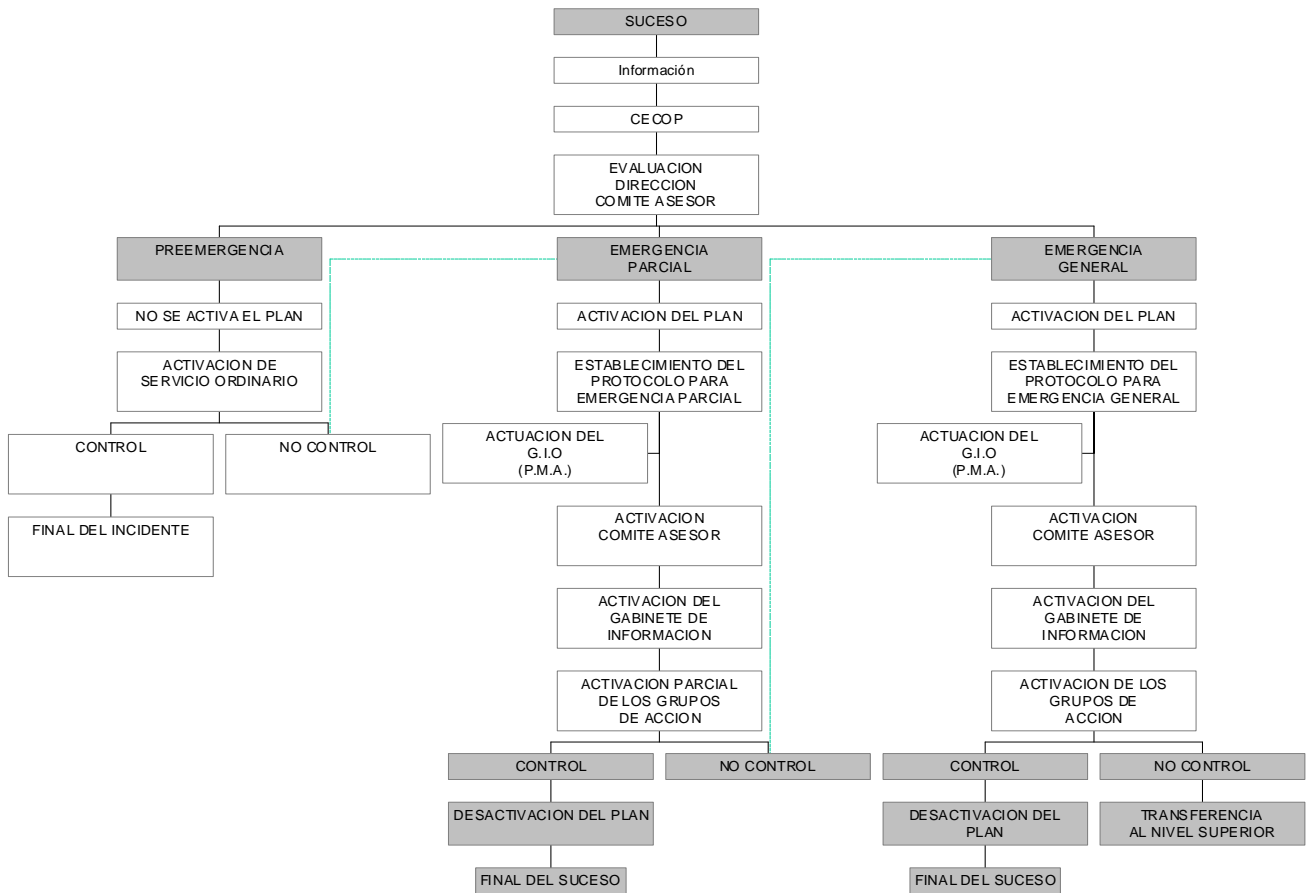 SUCESO
Información
CECOP
EVALUACION
DIRECCION
COMITE ASESOR
PREEMERGENCIA
NO SE ACTIVA EL PLAN
ACTIVACION DE
SERVICIO ORDINARIO
CONTROL
NO CONTROL
FINAL DEL INCIDENTE
EMERGENCIA
PARCIAL
ACTIVACION DEL PLAN
ESTABLECIMIENTO DEL
PROTOCOLO PARA
EMERGENCIA PARCIAL
ACTUACION DEL
G.I.O
(P.M.A.)
ACTIVACION
COMITE ASESOR
ACTIVACION DEL
GABINETE DE
INFORMACION
ACTIVACION PARCIAL
DE LOS GRUPOS
DE ACCION
CONTROL
NO CONTROL
DESACTIVACION DEL PLAN
FINAL DEL SUCESO
EMERGENCIA
GENERAL
ACTIVACION DEL PLAN
ESTABLECIMIENTO DEL
PROTOCOLO PARA
EMERGENCIA GENERAL
ACTUACION DEL
G.I.O
(P.M.A.)
ACTIVACION
COMITE ASESOR
ACTIVACION DEL
GABINETE DE
INFORMACION
ACTIVACION DE LOS
GRUPOS DE
ACCION
CONTROL
NO CONTROL
DESACTIVACION DEL
PLAN
TRANSFERENCIA
AL NIVEL SUPERIOR
FINAL DEL SUCESO